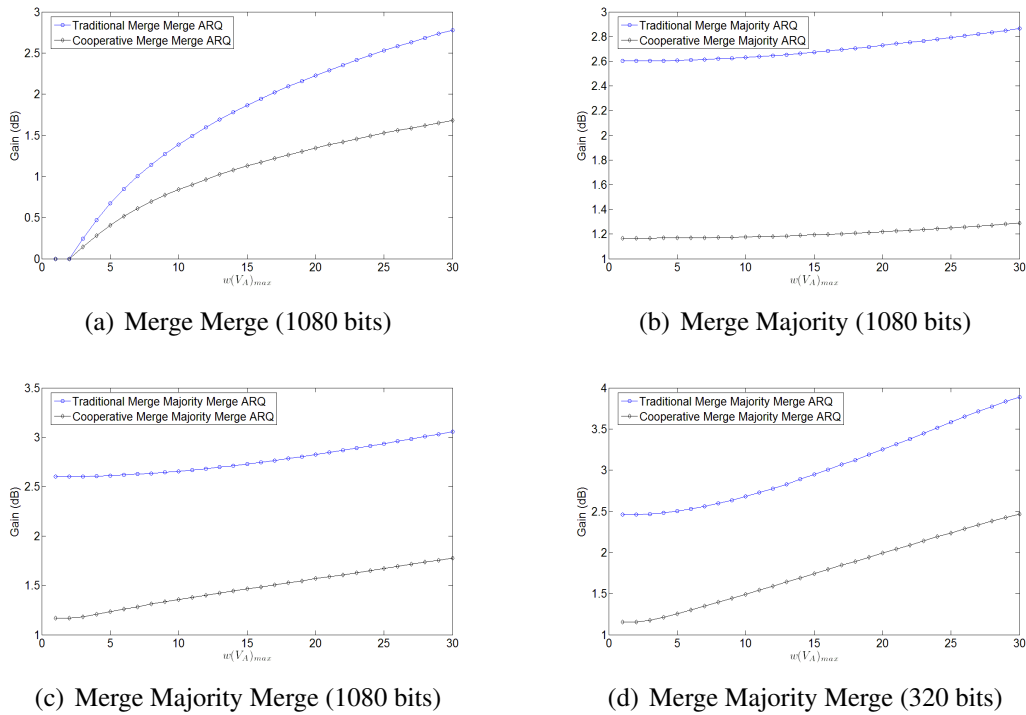 3
2.5
2
1.5
1
0.5
0
0 5 10 15 20 25 30
Gain (dB)
w(V_A)_max
Traditional Merge Merge ARQ
Cooperative Merge Merge ARQ
(a) Merge Merge (1080 bits)
3
2.8
2.6
2.4
2.2
2
1.8
1.6
1.4
1.2
1
0 5 10 15 20 25 30
Gain (dB)
w(V_A)_max
Traditional Merge Majority ARQ
Cooperative Merge Majority ARQ
(b) Merge Majority (1080 bits)
3.5
3
2.5
2
1.5
1
0 5 10 15 20 25 30
Gain (dB)
w(V_A)_max
Traditional Merge Majority Merge ARQ
Cooperative Merge Majority Merge ARQ
(c) Merge Majority Merge (1080 bits)
4
3.5
3
2.5
2
1.5
1
0 5 10 15 20 25 30
Gain (dB)
w(V_A)_max
Traditional Merge Majority Merge ARQ
Cooperative Merge Majority Merge ARQ
(d) Merge Majority Merge (320 bits)